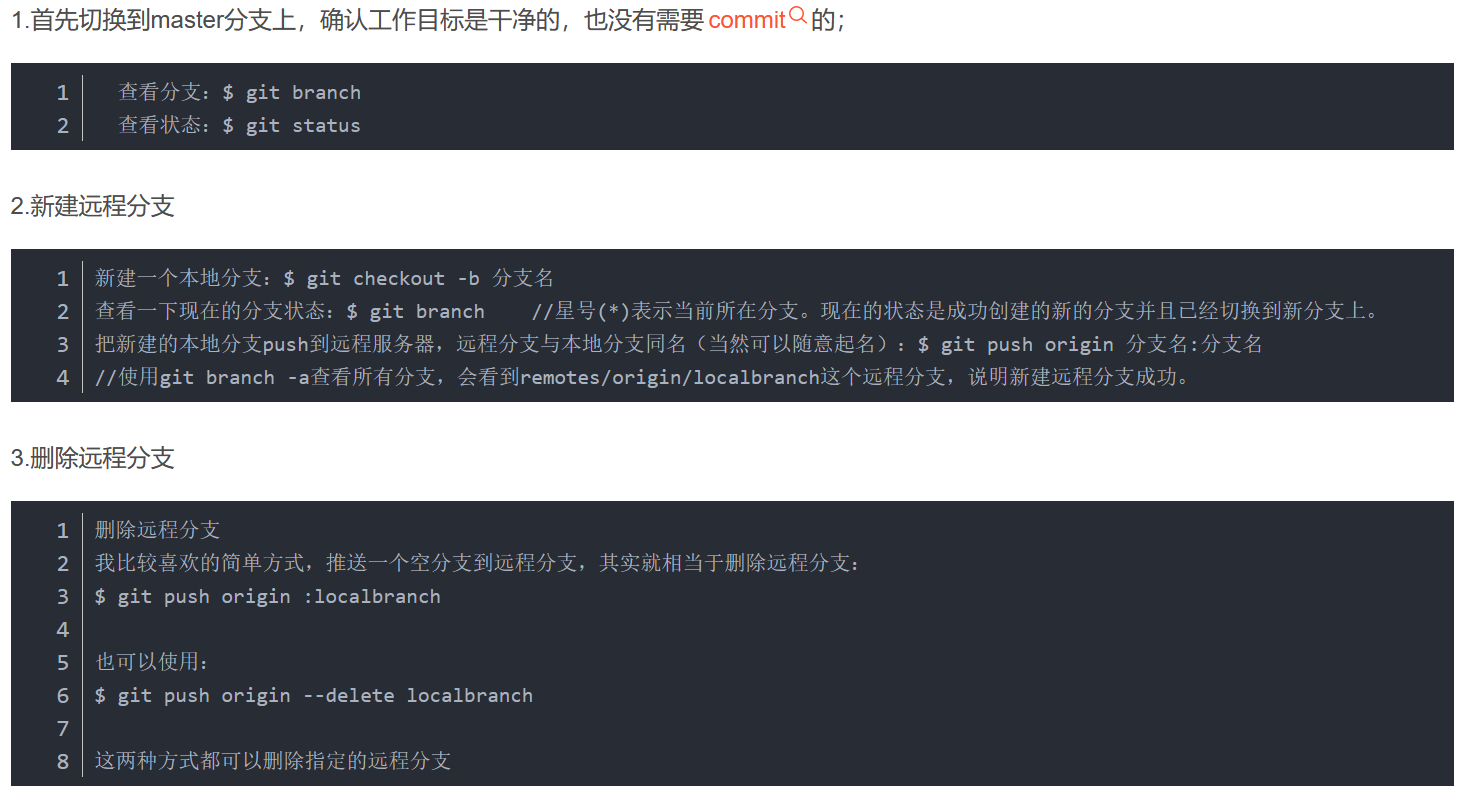 1.首先切换到master分支上，确认工作目标是干净的，也没有需要commit的；
1 查看分支：$ git branch
2 查看状态：$ git status
2.新建远程分支
1 新建一个本地分支：$ git checkout -b 分支名
2 查看一下现在的分支状态：$ git branch    //星号(*)表示当前所在分支。现在的状态是成功创建的新的分支并且已经切换到新分支上。
3 把新建的本地分支push到远程服务器，远程分支与本地分支同名（当然可以随意起名）：$ git push origin 分支名:分支名
4 //使用git branch -a查看所有分支，会看到remotes/origin/localbranch这个远程分支，说明新建远程分支成功。
3.删除远程分支
1 删除远程分支
2 我比较喜欢的简单方式，推送一个空分支到远程分支，其实就相当于删除远程分支：
3 $ git push origin :localbranch
4
5 也可以使用：
6 $ git push origin --delete localbranch
7
8 这两种方式都可以删除指定的远程分支